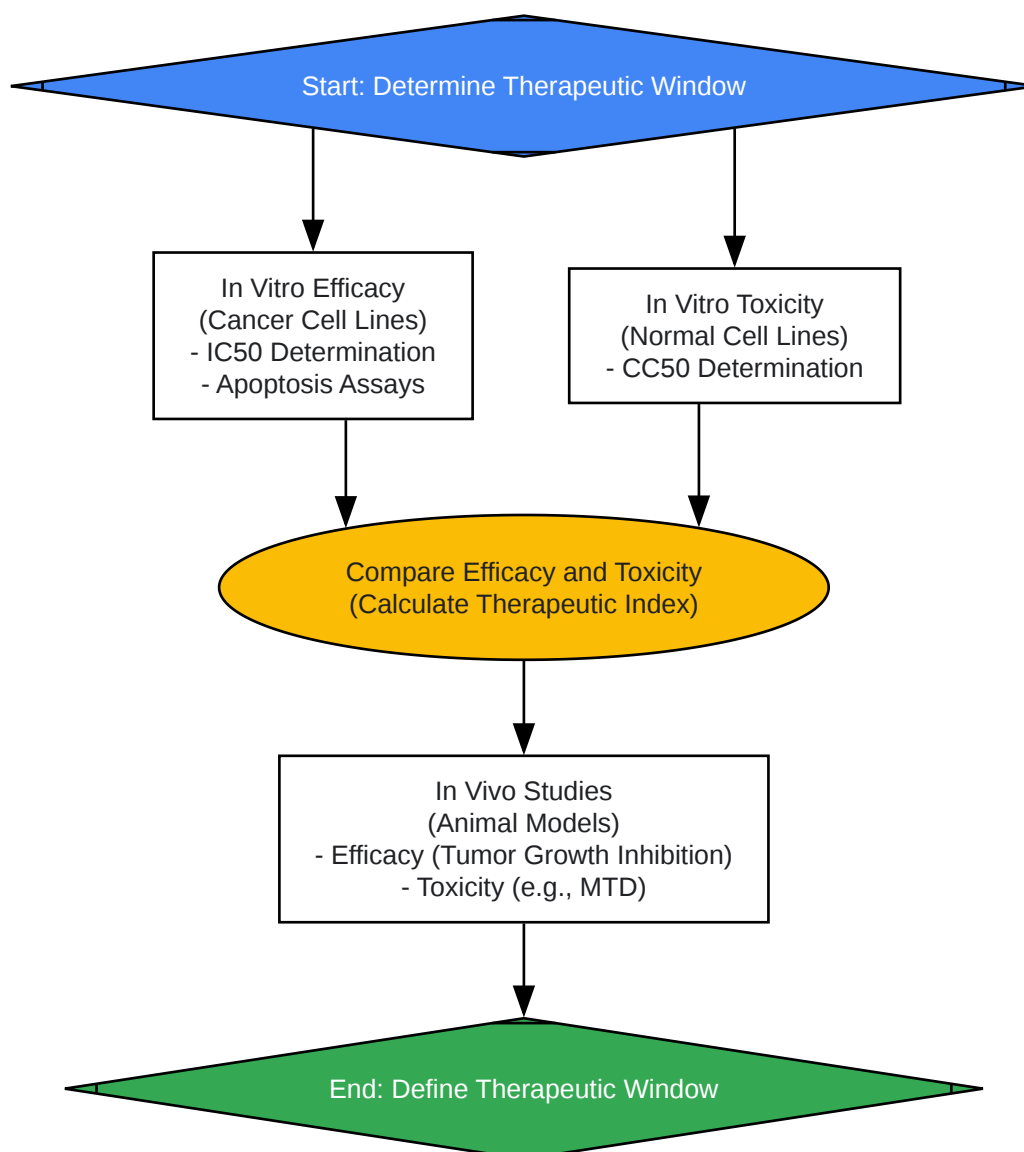 Start: Determine Therapeutic Window
In Vitro Efficacy
(Cancer Cell Lines)
- IC50 Determination
- Apoptosis Assays
In Vitro Toxicity
(Normal Cell Lines)
- CC50 Determination
Compare Efficacy and Toxicity
(Calculate Therapeutic Index)
In Vivo Studies
(Animal Models)
- Efficacy (Tumor Growth Inhibition)
- Toxicity (e.g., MTD)
End: Define Therapeutic Window